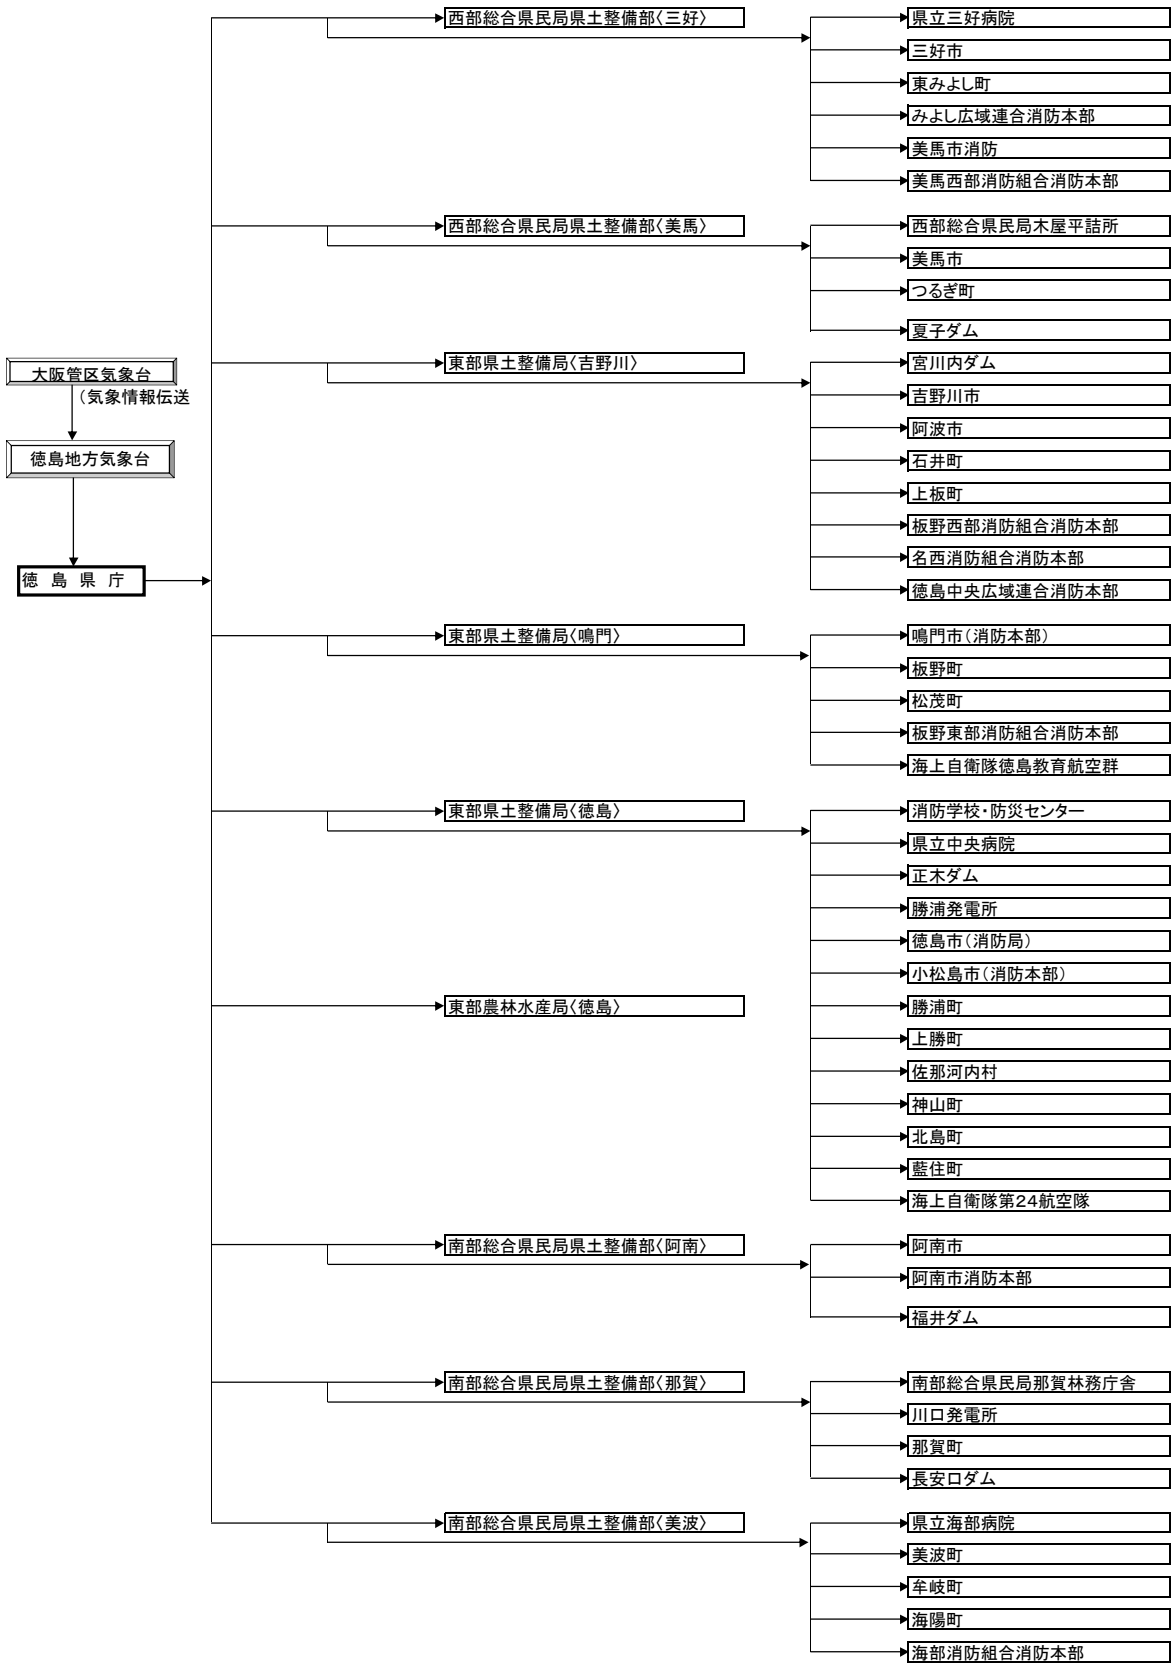 大阪管区気象台
（気象情報伝送
徳島地方気象台
徳島県庁
西部総合県民局県土整備部〈三好〉
県立三好病院
三好市
東みよし町
みよし広域連合消防本部
美馬市消防
美馬西部消防組合消防本部
西部総合県民局県土整備部〈美馬〉
西部総合県民局木屋平詰所
美馬市
つるぎ町
夏子ダム
東部県土整備局〈吉野川〉
宮川内ダム
吉野川市
阿波市
石井町
上板町
板野西部消防組合消防本部
名西消防組合消防本部
徳島中央広域連合消防本部
東部県土整備局〈鳴門〉
鳴門市（消防本部）
板野町
松茂町
板野東部消防組合消防本部
海上自衛隊徳島教育航空群
東部県土整備局〈徳島〉
消防学校・防災センター
県立中央病院
正木ダム
勝浦発電所
徳島市（消防局）
小松島市（消防本部）
東部農林水産局〈徳島〉
勝浦町
上勝町
佐那河内村
神山町
北島町
藍住町
海上自衛隊第24航空隊
南部総合県民局県土整備部〈阿南〉
阿南市
阿南市消防本部
福井ダム
南部総合県民局県土整備部〈那賀〉
南部総合県民局那賀林務庁舎
川口発電所
那賀町
長安口ダム
南部総合県民局県土整備部〈美波〉
県立海部病院
美波町
牟岐町
海陽町
海部消防組合消防本部